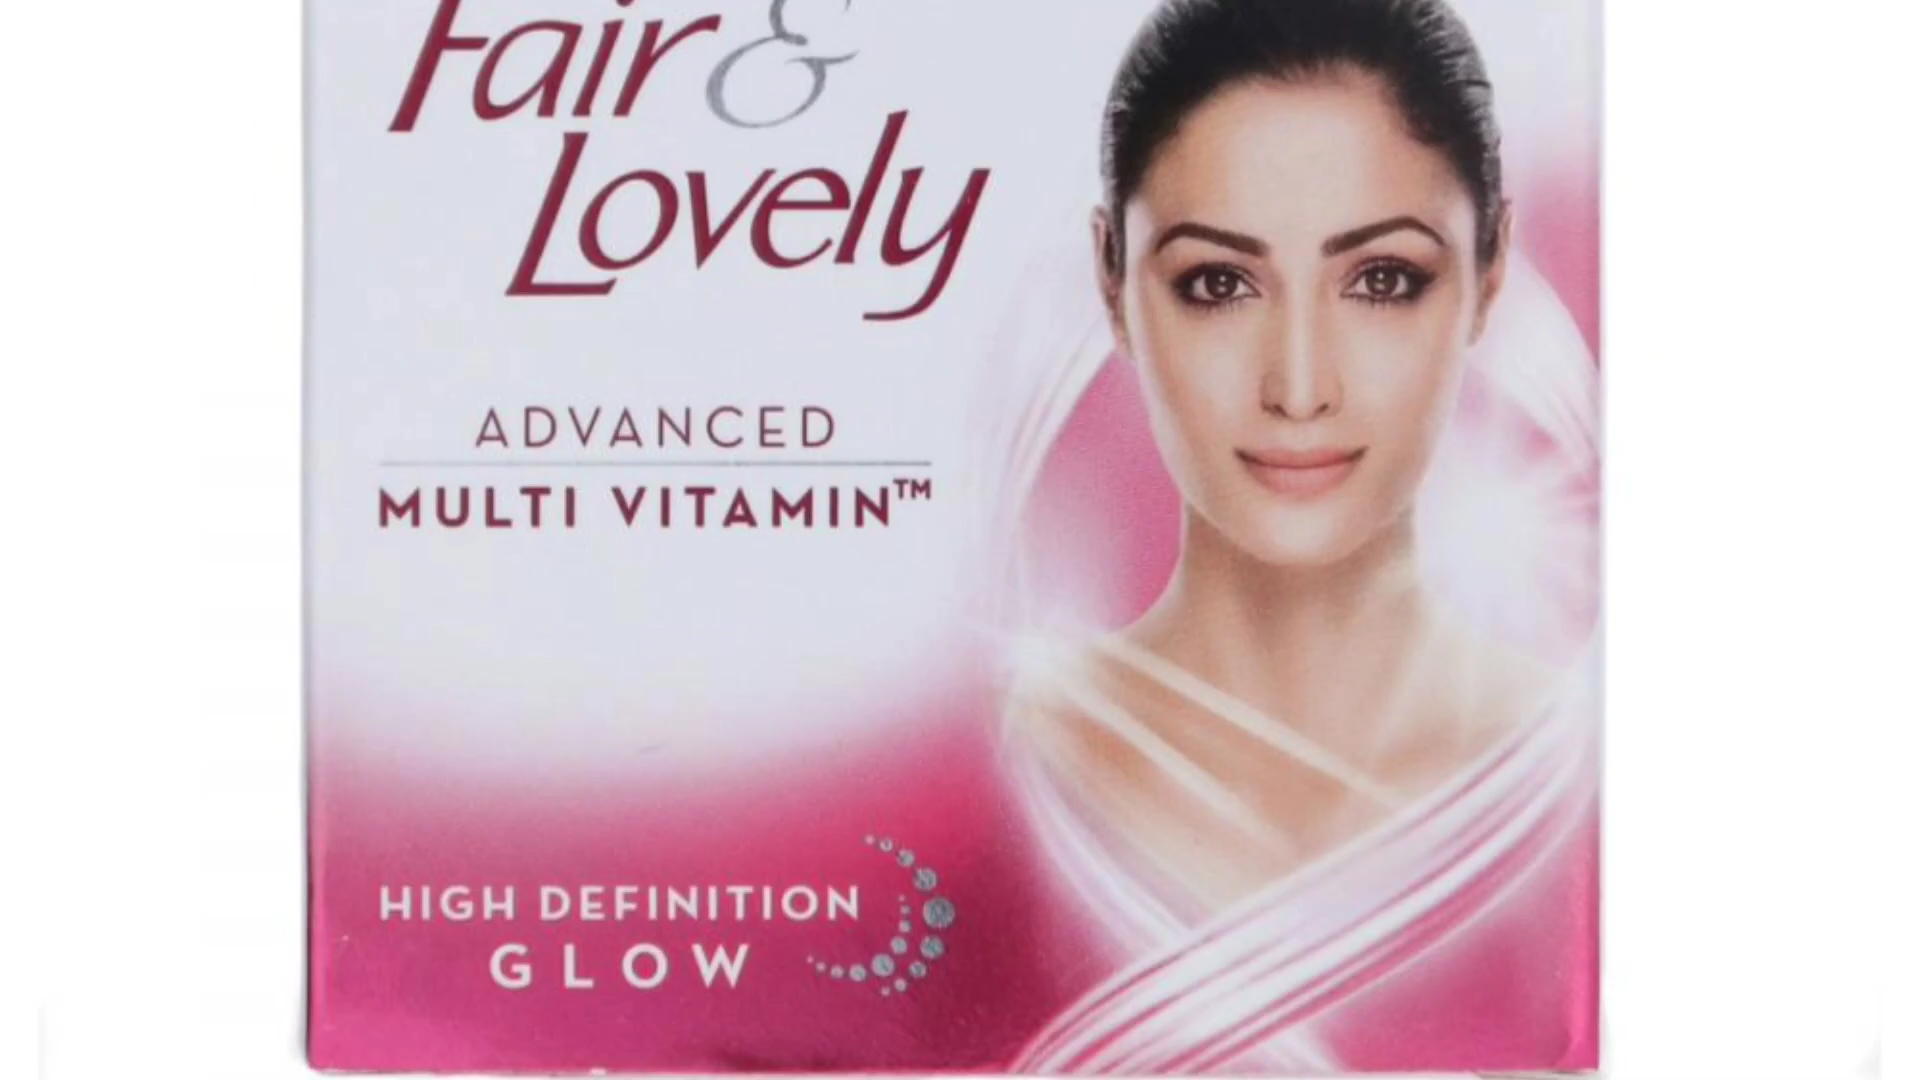 Fair &
Lovely
ADVANCED
MULTI VITAMIN™
HIGH DEFINITION
GLOW